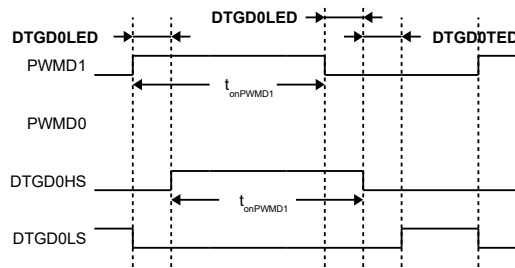 DTGD0LED
DTGD0LED DTGD0TED
PWMD1
tonPWMD1
PWMD0
DTGD0HS
tonPWMD1
DTGD0LS